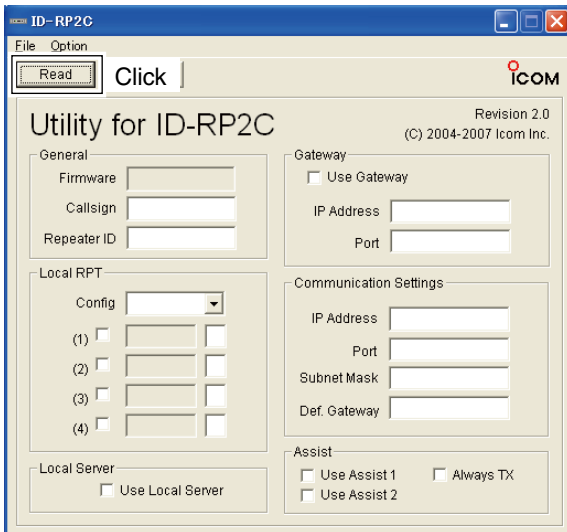 ID-RP2C
File Option
Read Click
ICOM
Utility for ID-RP2C
Revision 2.0
(C) 2004-2007 Icom Inc.
General
Firmware
Callsign
Repeater ID
Gateway
Use Gateway
IP Address
Port
Local RPT
Config
(1)
(2)
(3)
(4)
Communication Settings
IP Address
Port
Subnet Mask
Def. Gateway
Local Server
Use Local Server
Assist
Use Assist 1 Always TX
Use Assist 2